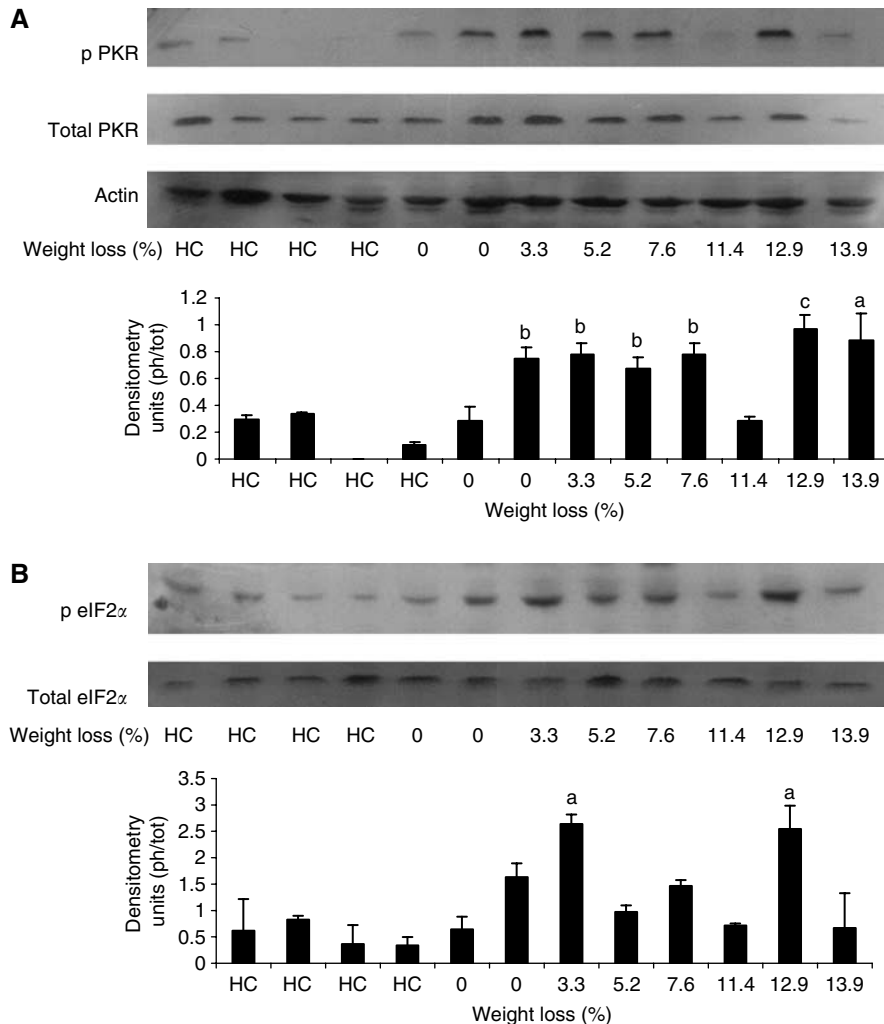 A
p PKR
Total PKR
Actin
Weight loss (%) HC HC HC HC 0 0 3.3 5.2 7.6 11.4 12.9 13.9
Densitometry
units (ph/tot)
1.2
1
0.8
0.6
0.4
0.2
0
b b b b c a
HC HC HC HC 0 0 3.3 5.2 7.6 11.4 12.9 13.9
Weight loss (%)
B
p eIF2α
Total eIF2α
Weight loss (%) HC HC HC HC 0 0 3.3 5.2 7.6 11.4 12.9 13.9
Densitometry
units (ph/tot)
3.5
3
2.5
2
1.5
1
0.5
0
a a
HC HC HC HC 0 0 3.3 5.2 7.6 11.4 12.9 13.9
Weight loss (%)